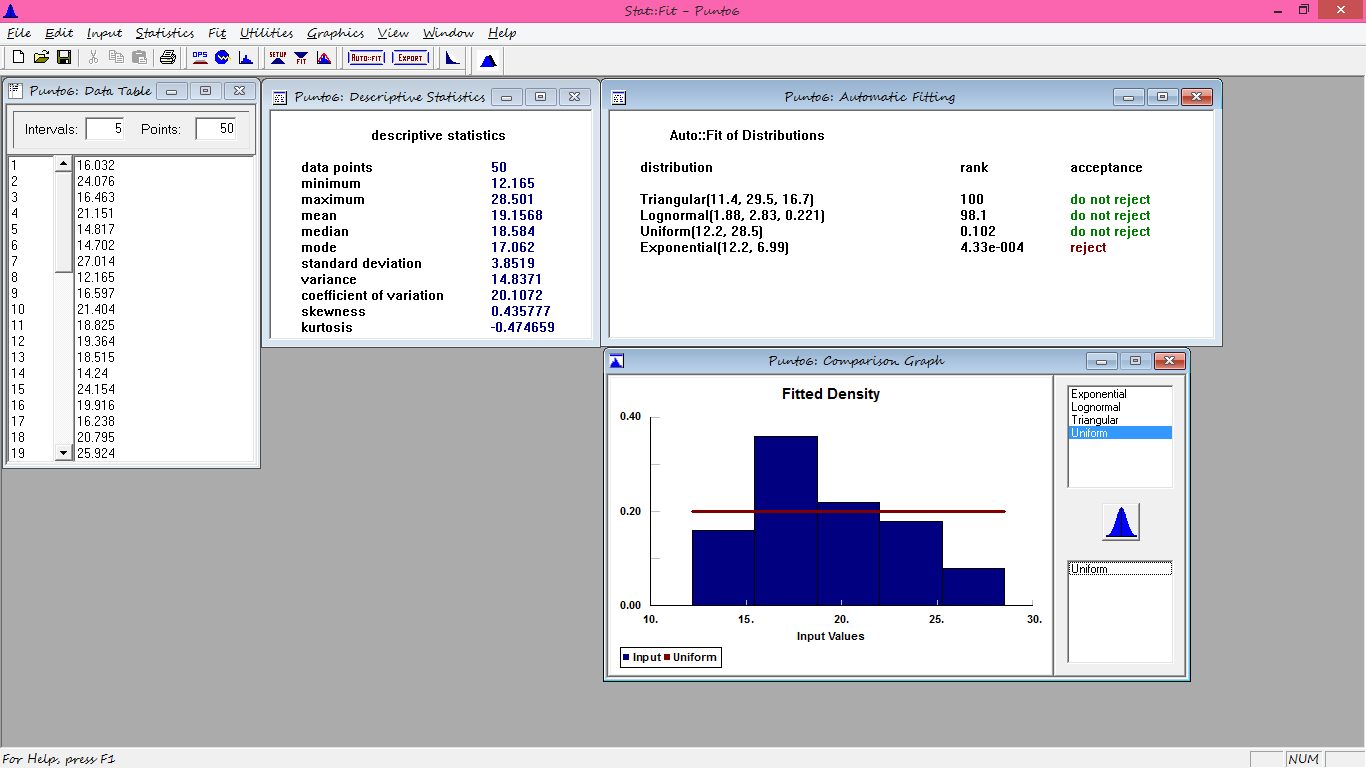 Stat::Fit - Punto6
File Edit Input Statistics Fit Utilities Graphics View Window Help
OPS SETUP FIT AUTO::FIT EXPORT
Punto6: Data Table
Intervals: 5 Points: 50
1 16.032
2 24.076
3 16.463
4 21.151
5 14.817
6 14.702
7 27.014
8 12.165
9 16.597
10 21.404
11 18.825
12 19.364
13 18.515
14 14.24
15 24.154
16 19.916
17 16.238
18 20.795
19 25.924
Punto6: Descriptive Statistics
descriptive statistics
data points 50
minimum 12.165
maximum 28.501
mean 19.1568
median 18.584
mode 17.062
standard deviation 3.8519
variance 14.8371
coefficient of variation 20.1072
skewness 0.435777
kurtosis -0.474659
Punto6: Automatic Fitting
Auto::Fit of Distributions
distribution rank acceptance
Triangular(11.4, 29.5, 16.7) 100 do not reject
Lognormal(1.88, 2.83, 0.221) 98.1 do not reject
Uniform(12.2, 28.5) 0.102 do not reject
Exponential(12.2, 6.99) 4.33e-004 reject
Punto6: Comparison Graph
Fitted Density
0.40
0.20
0.00
10. 15. 20. 25. 30.
Input Values
Input Uniform
Exponential
Lognormal
Triangular
Uniform
Uniform
For Help, press F1
NUM